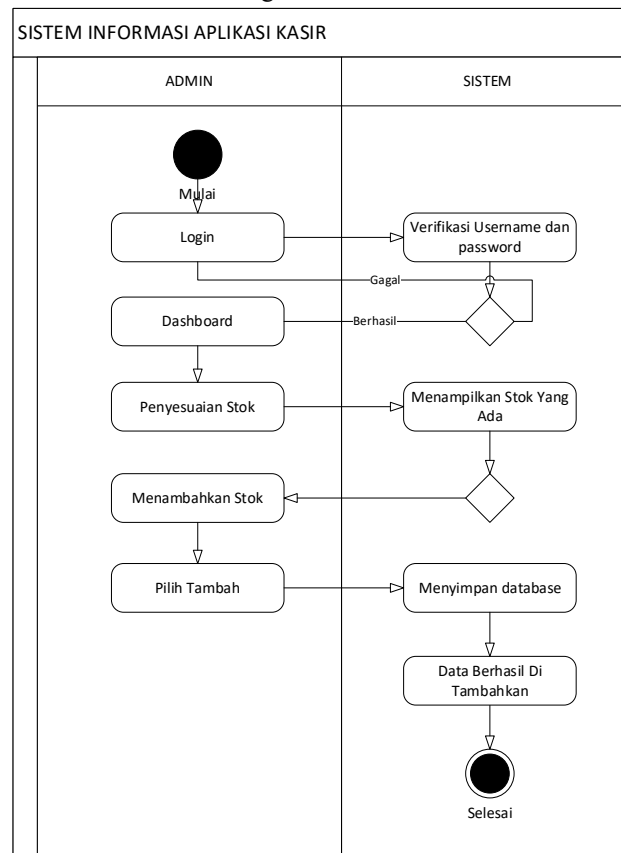 SISTEM INFORMASI APLIKASI KASIR
ADMIN
SISTEM
Mulai
Login
Verifikasi Username dan
password
Gagal
Dashboard
Berhasil
Penyesuaian Stok
Menampilkan Stok Yang
Ada
Menambahkan Stok
Pilih Tambah
Menyimpan database
Data Berhasil Di
Tambahkan
Selesai